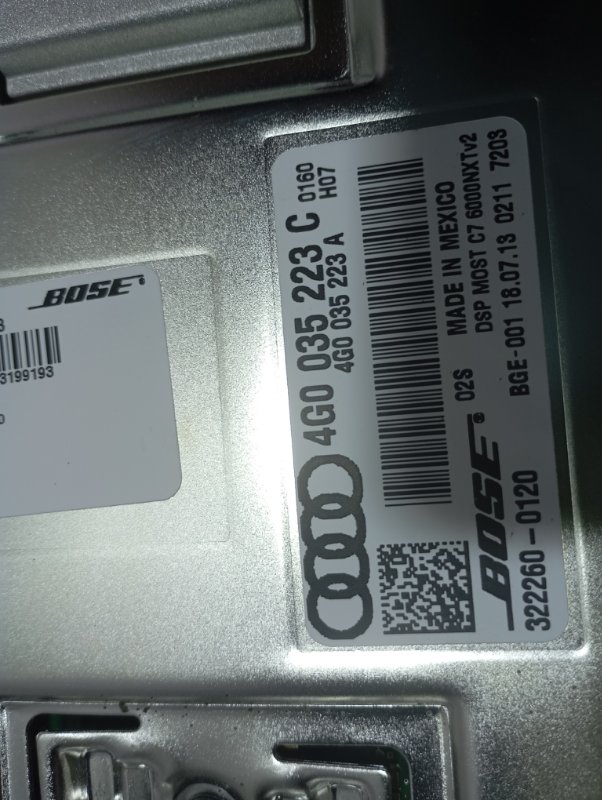 4G0 035 223 C 0160
4G0 035 223 A H07
02S MADE IN MEXICO
BOSE® DSP MOST C7 6000NXTv2
322260-0120 BGE-001 18.07.13 0211 7203
BOSE®
3199193